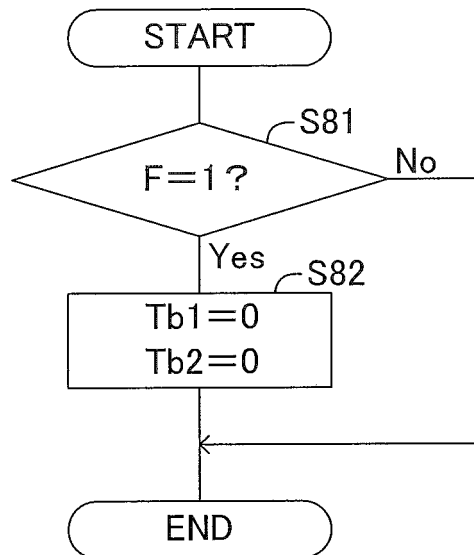 START
S81
F=1?
No
Yes
S82
Tb1=0
Tb2=0
END